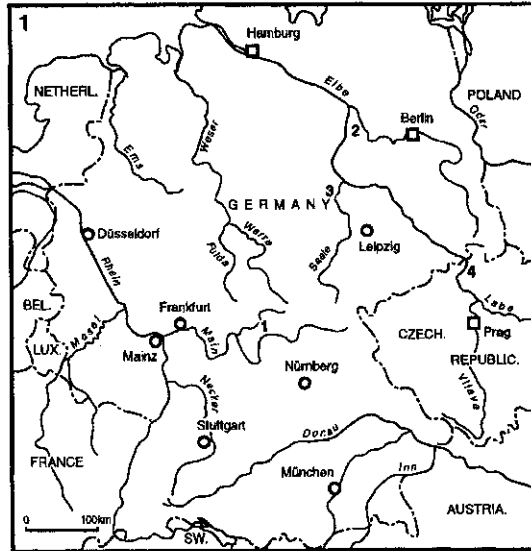 1
Hamburg
NETHERL.
POLAND
Elbe
Oder
Berlin
2
Weser
Ems
3
GERMANY
Düsseldorf
Leipzig
Werra
Fulda
Saale
Rhein
4
BEL.
Labe
Frankfurt
Mosel
Main
1
CZECH.
Prag
LUX.
Mainz
REPUBLIC.
Vltava
Nürnberg
Neckar
Stuttgart
Donau
FRANCE
München
Inn
0 100km
AUSTRIA.
SW.